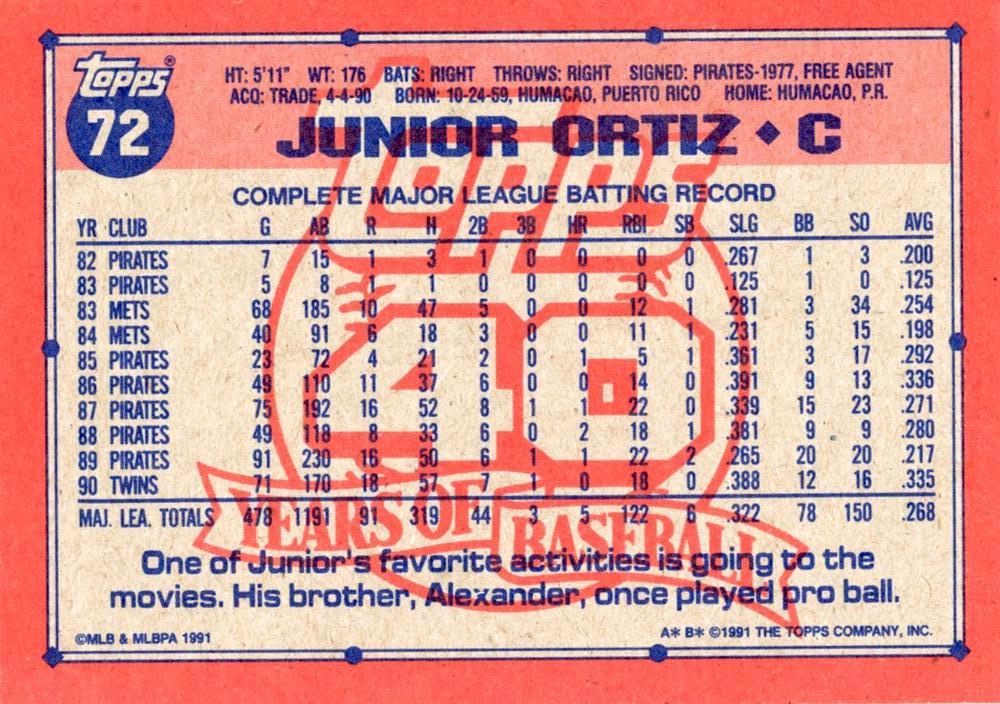 Topps®
72
HT: 5'11" WT: 176 BATS: RIGHT THROWS: RIGHT SIGNED: PIRATES-1977, FREE AGENT
ACQ: TRADE, 4-4-90 BORN: 10-24-59, HUMACAO, PUERTO RICO HOME: HUMACAO, P.R.
JUNIOR ORTIZ ◆ C
Topps
40
YEARS OF BASEBALL
COMPLETE MAJOR LEAGUE BATTING RECORD
YR CLUB G AB R H 2B 3B HR RBI SB SLG BB SO AVG
82 PIRATES 7 15 1 3 1 0 0 0 0 .267 1 3 .200
83 PIRATES 5 8 1 1 0 0 0 0 0 .125 1 0 .125
83 METS 68 185 10 47 5 0 0 12 1 .281 3 34 .254
84 METS 40 91 6 18 3 0 0 11 1 .231 5 15 .198
85 PIRATES 23 72 4 21 2 0 1 5 1 .361 3 17 .292
86 PIRATES 49 110 11 37 6 0 0 14 0 .391 9 13 .336
87 PIRATES 75 192 16 52 8 1 1 22 0 .339 15 23 .271
88 PIRATES 49 118 8 33 6 0 2 18 1 .381 9 9 .280
89 PIRATES 91 230 16 50 6 1 1 22 2 .265 20 20 .217
90 TWINS 71 170 18 57 7 1 0 18 0 .388 12 16 .335
MAJ. LEA. TOTALS 478 1191 91 319 44 3 5 122 6 .322 78 150 .268
One of Junior's favorite activities is going to the
movies. His brother, Alexander, once played pro ball.
©MLB & MLBPA 1991 A* B* ©1991 THE TOPPS COMPANY, INC.